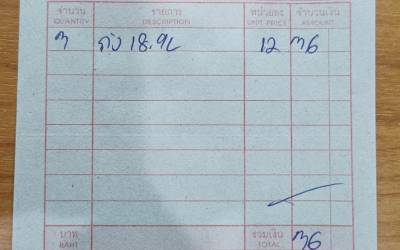 จำนวน รายการ หน่วยละ จำนวนเงิน
QUANTITY DESCRIPTION UNIT PRICE AMOUNT
3 ถัง 18.9L 12 36
บาท รวมเงิน 36
BAHT TOTAL